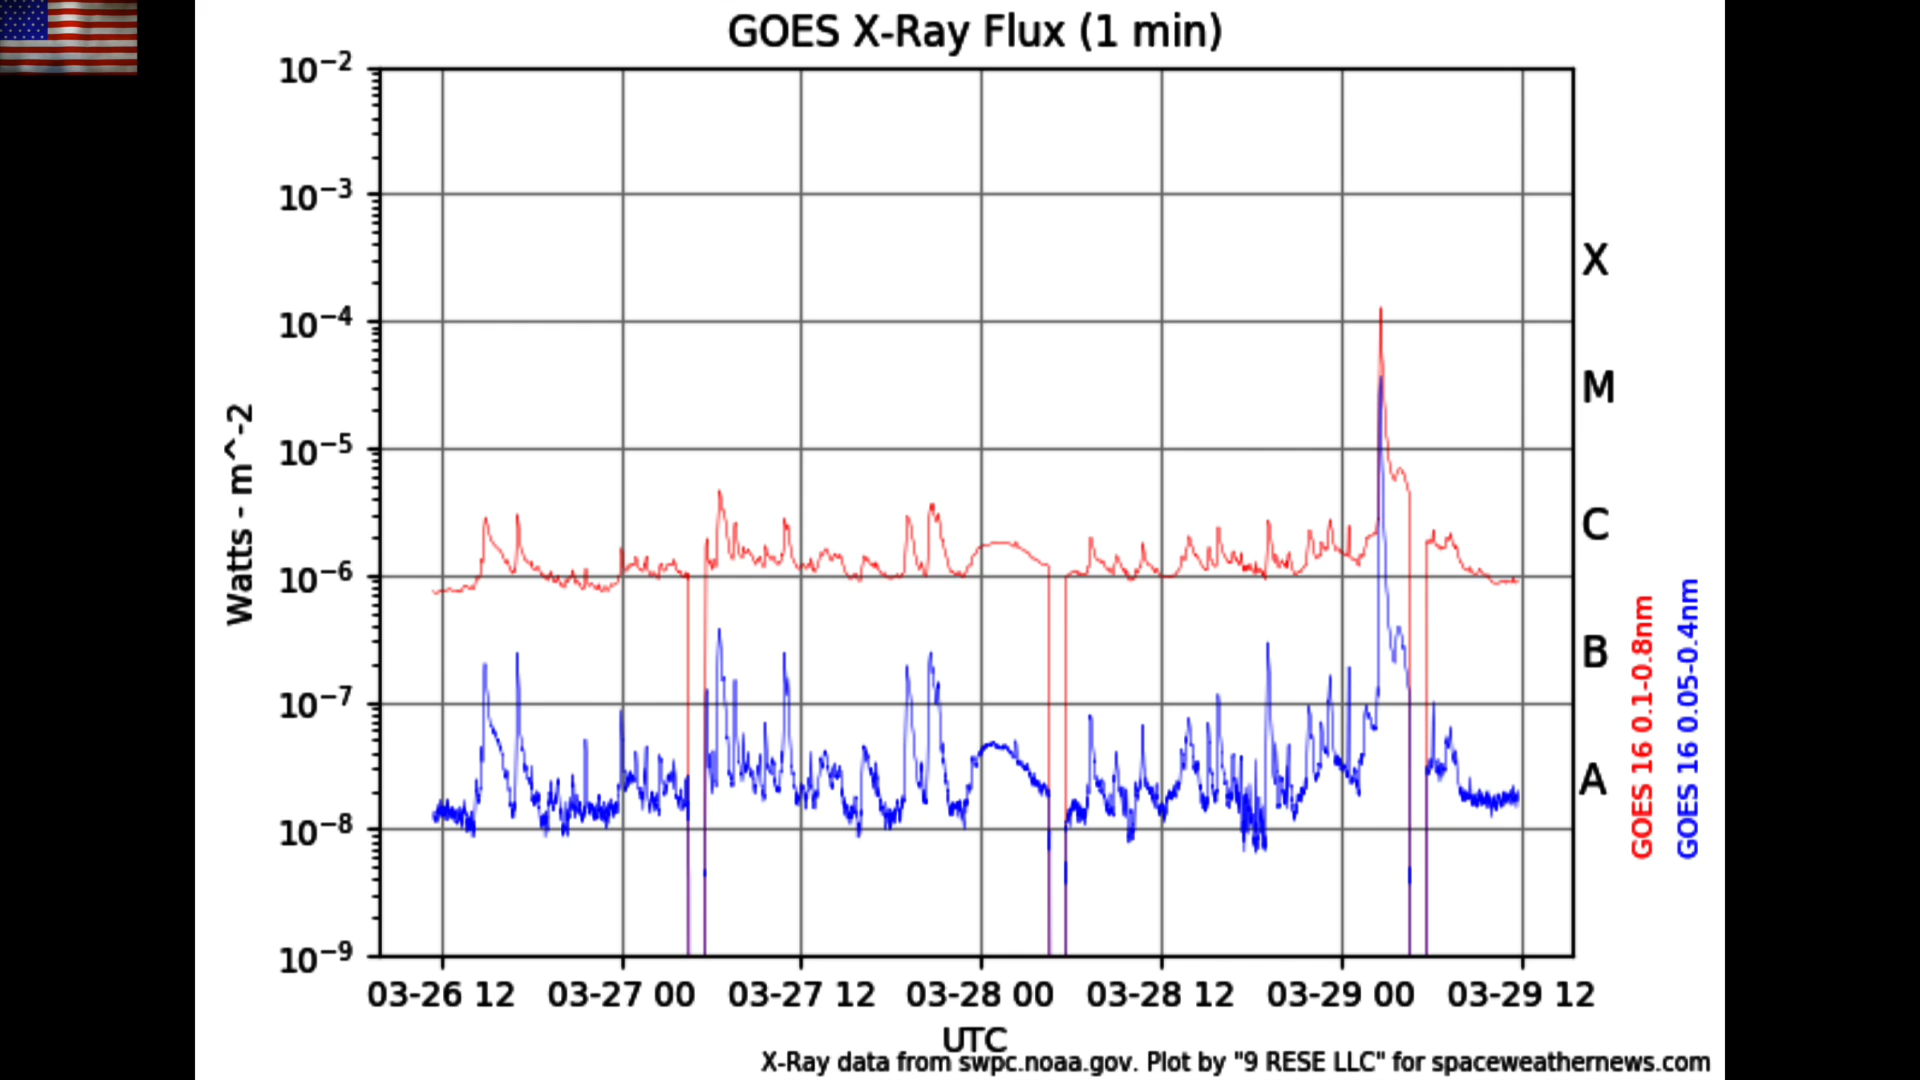 GOES X-Ray Flux (1 min)
10−2
10−3
10−4
10−5
10−6
10−7
10−8
10−9
Watts - m^-2
X
M
C
B
A
GOES 16 0.1-0.8nm
GOES 16 0.05-0.4nm
03-26 12 03-27 00 03-27 12 03-28 00 03-28 12 03-29 00 03-29 12
UTC
X-Ray data from swpc.noaa.gov. Plot by "9 RESE LLC" for spaceweathernews.com